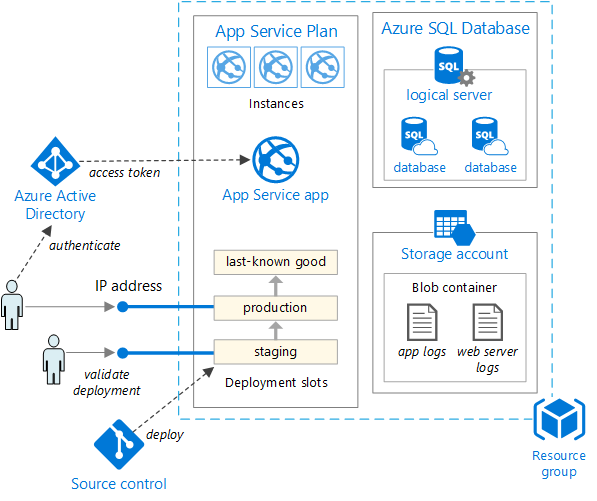 App Service Plan
Instances
access token
App Service app
Azure Active
Directory
authenticate
last-known good
IP address
production
staging
validate
deployment
Deployment slots
deploy
Source control
Azure SQL Database
SQL
logical server
SQL
SQL
database
database
Storage account
Blob container
app logs
web server
logs
Resource
group